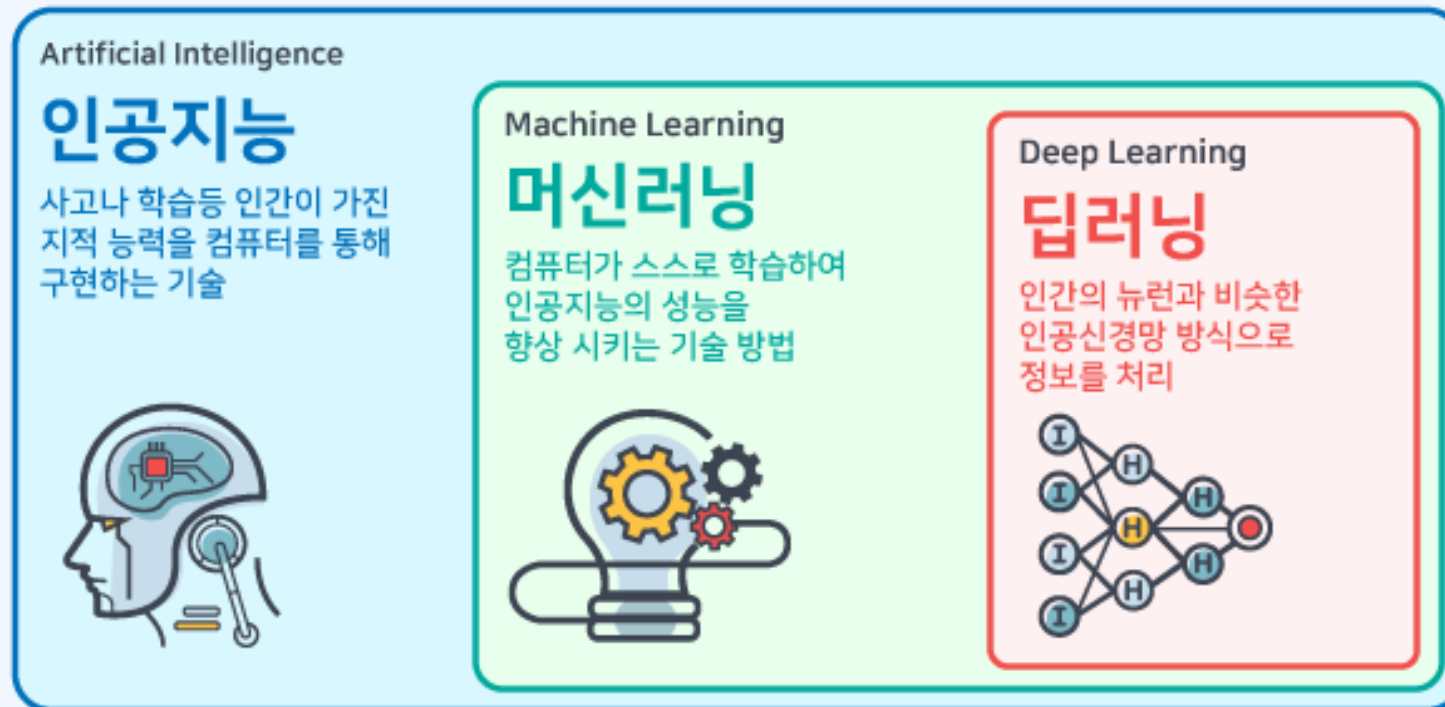 Artificial Intelligence
인공지능
사고나 학습등 인간이 가진
지적 능력을 컴퓨터를 통해
구현하는 기술
Machine Learning
머신러닝
컴퓨터가 스스로 학습하여
인공지능의 성능을
향상 시키는 기술 방법
Deep Learning
딥러닝
인간의 뉴런과 비슷한
인공신경망 방식으로
정보를 처리
I
H
I
H
H
I
H
H
I